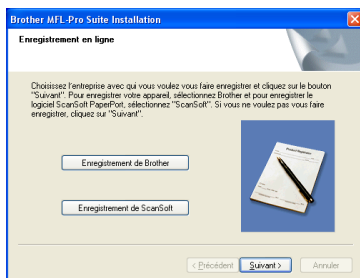 Brother MFL-Pro Suite Installation
Enregistrement en ligne
Choisissez l'entreprise avec qui vous voulez vous faire enregistrer et cliquez sur le bouton
"Suivant". Pour enregistrer votre appareil, sélectionnez Brother et pour enregistrer le
logiciel ScanSoft PaperPort, sélectionnez "ScanSoft". Si vous ne voulez pas vous faire
enregistrer, cliquez sur "Suivant".
Enregistrement de Brother
Enregistrement de ScanSoft
< Précédent Suivant > Annuler